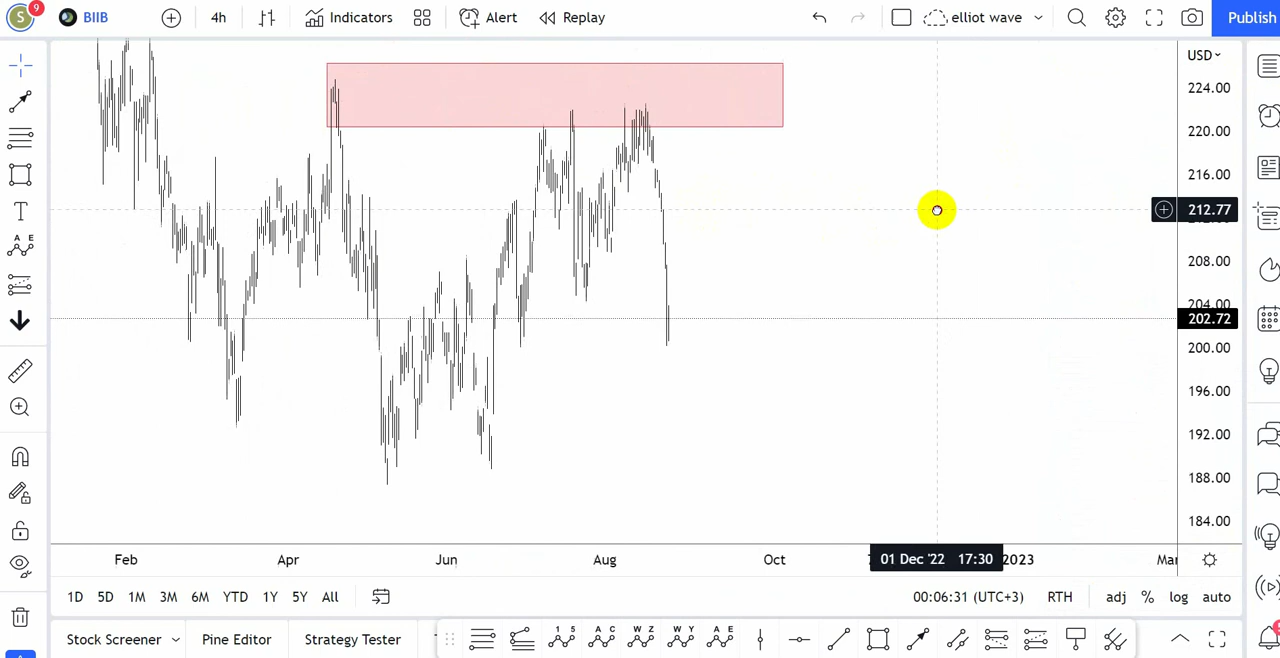 S 9 BIIB 4h Indicators Alert Replay elliot wave Publish
USD
224.00
220.00
216.00
212.77
208.00
204.00
202.72
200.00
196.00
192.00
188.00
184.00
A E
Feb Apr Jun Aug Oct 01 Dec '22 17:30 2023 Mar
1D 5D 1M 3M 6M YTD 1Y 5Y All 00:06:31 (UTC+3) RTH adj % log auto
Stock Screener Pine Editor Strategy Tester 1 5 A C W Z W Y A E